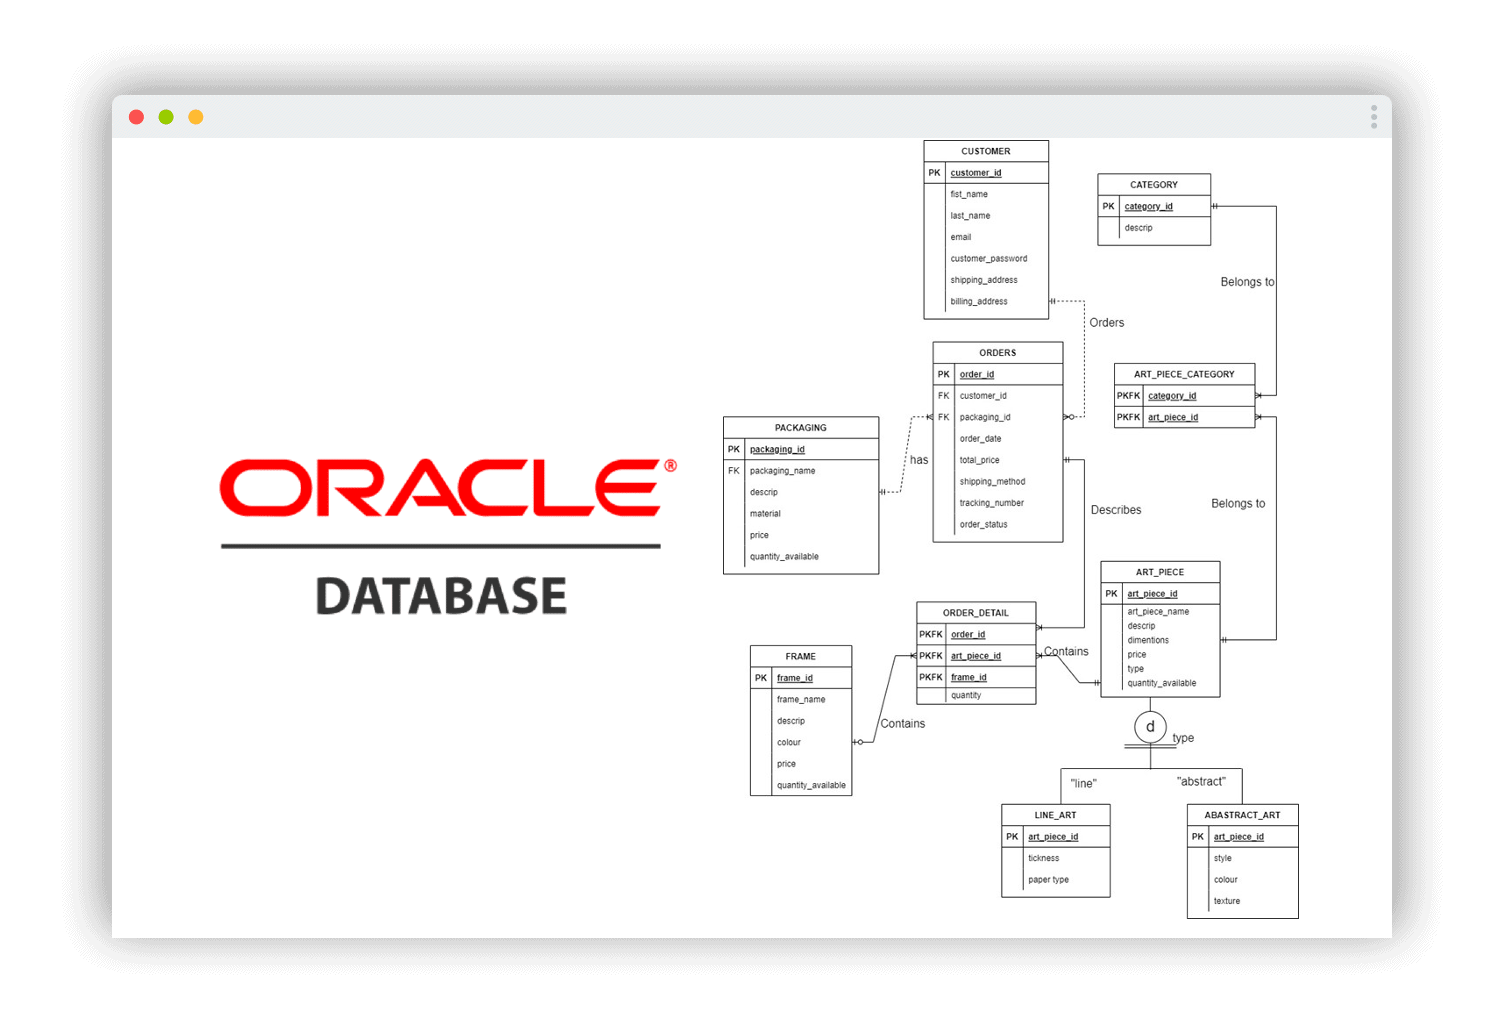 ORACLE®
DATABASE
CUSTOMER
PK customer_id
fist_name
last_name
email
customer_password
shipping_address
billing_address
CATEGORY
PK category_id
descrip
Belongs to
Orders
ORDERS
PK order_id
FK customer_id
FK packaging_id
order_date
total_price
shipping_method
tracking_number
order_status
ART_PIECE_CATEGORY
PKFK category_id
PKFK art_piece_id
PACKAGING
PK packaging_id
FK packaging_name
descrip
material
price
quantity_available
has
Describes
Belongs to
ART_PIECE
PK art_piece_id
art_piece_name
descrip
dimentions
price
type
quantity_available
ORDER_DETAIL
PKFK order_id
PKFK art_piece_id
PKFK frame_id
quantity
Contains
FRAME
PK frame_id
frame_name
descrip
colour
price
quantity_available
Contains
d
type
"line"
"abstract"
LINE_ART
PK art_piece_id
tickness
paper type
ABASTRACT_ART
PK art_piece_id
style
colour
texture